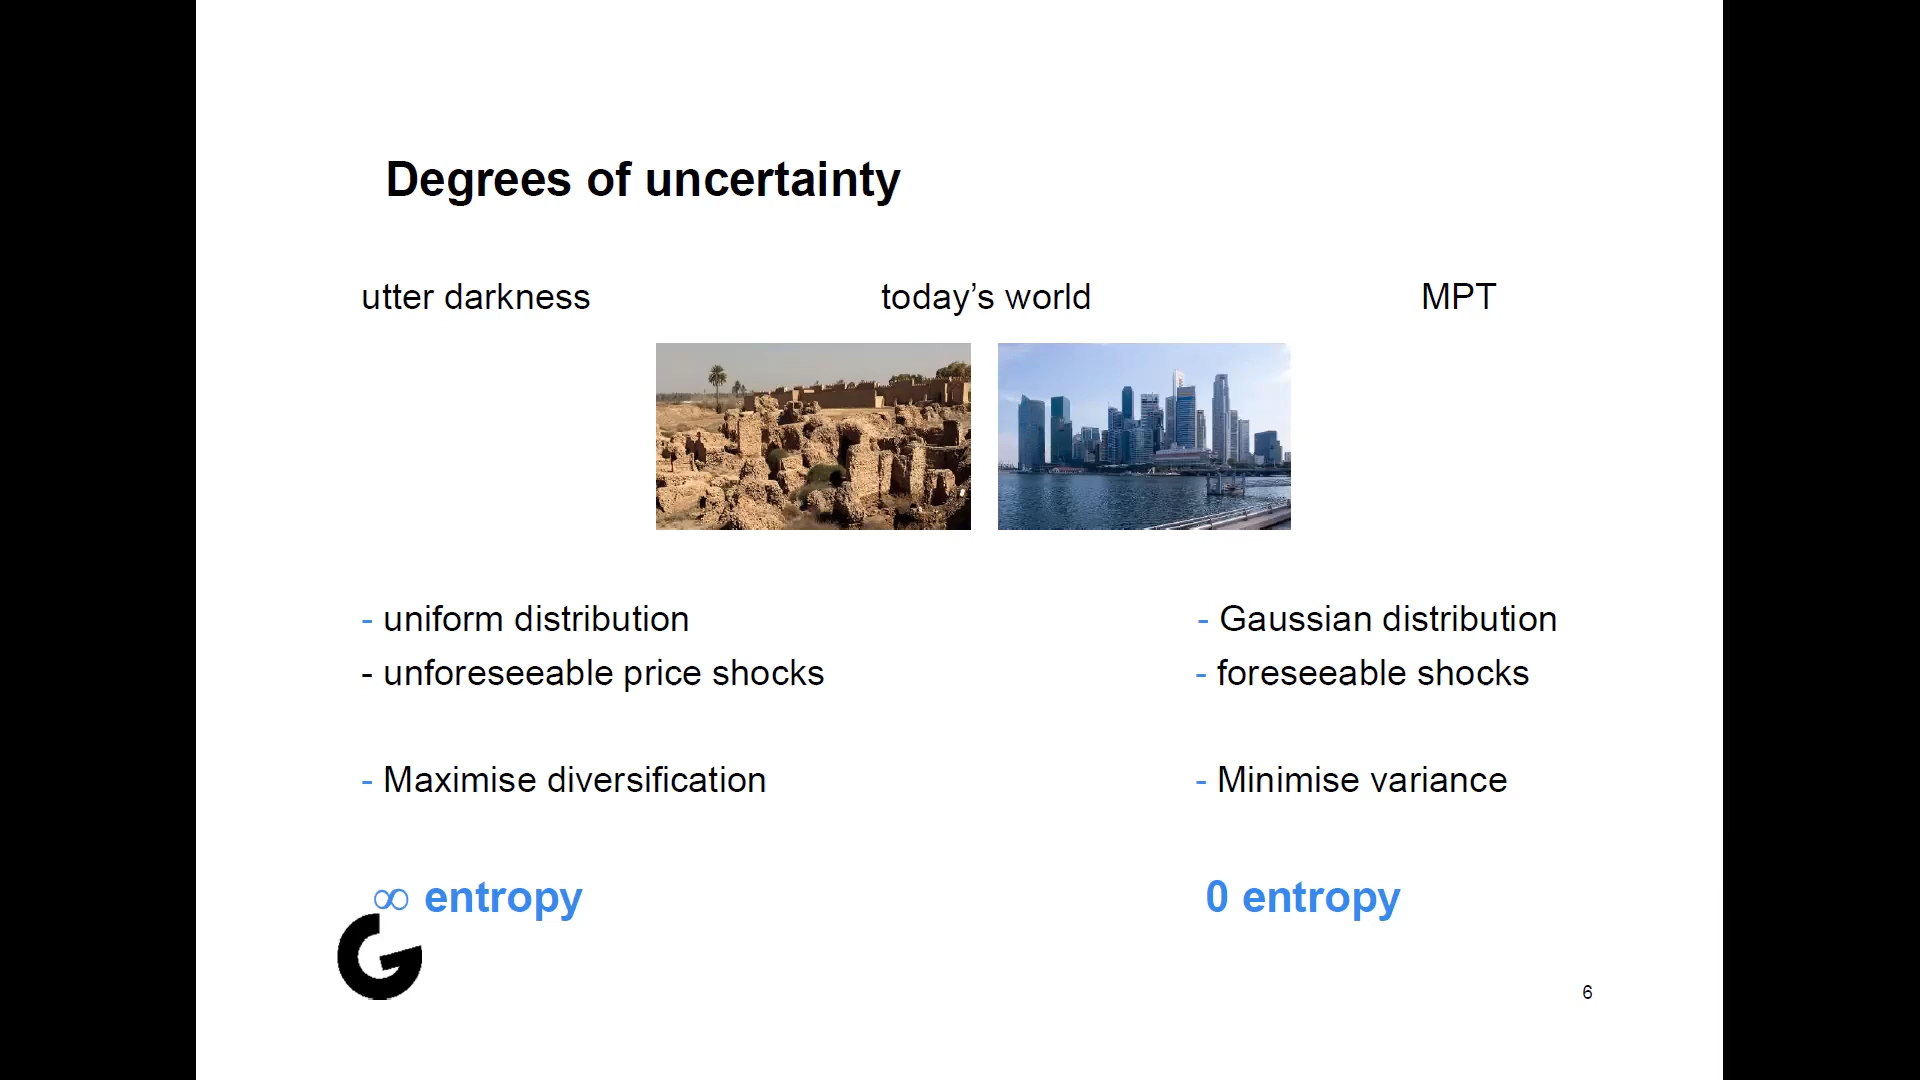 Degrees of uncertainty
utter darkness today’s world MPT
- uniform distribution - Gaussian distribution
- unforeseeable price shocks - foreseeable shocks
- Maximise diversification - Minimise variance
∞ entropy 0 entropy
G
6